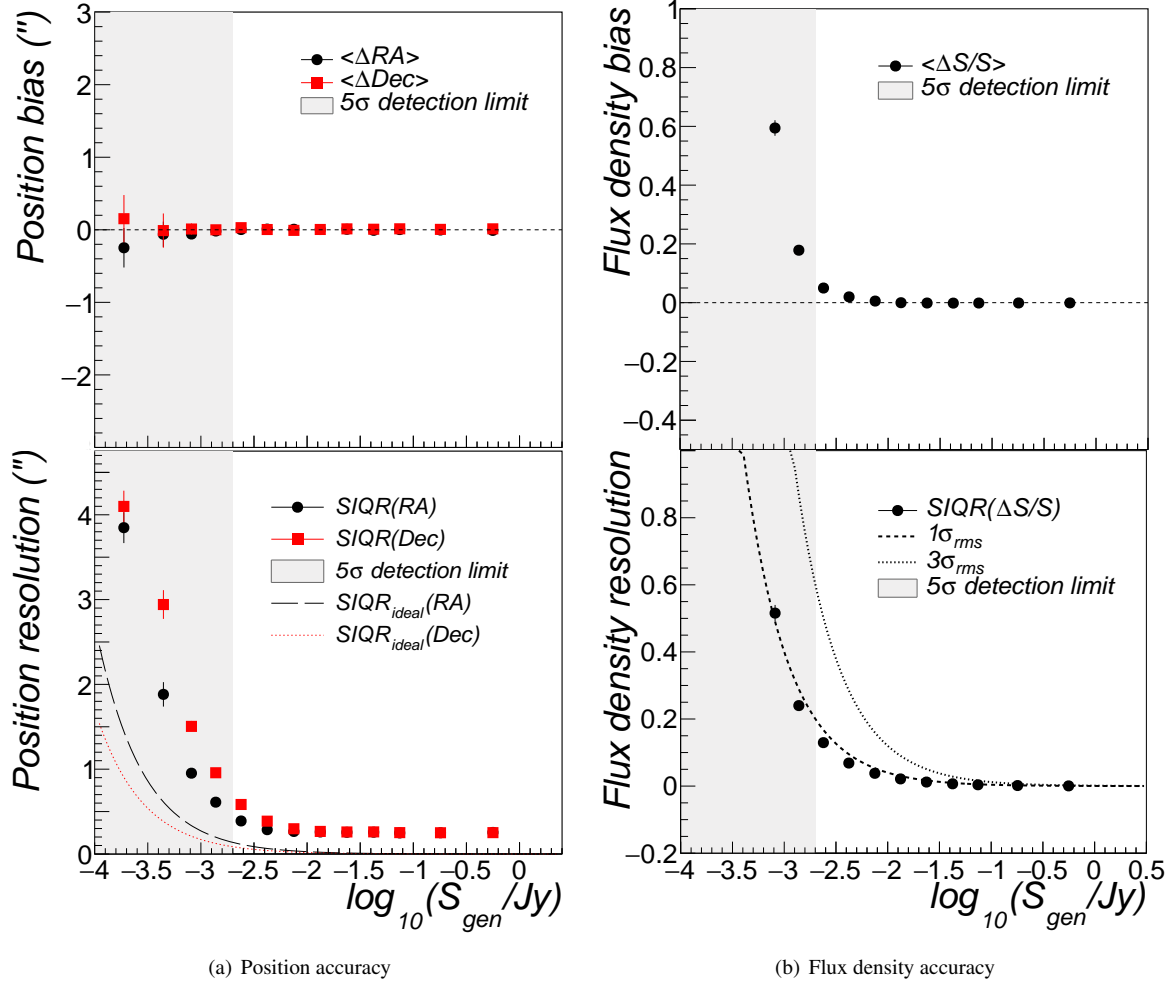 Position bias (")
3
2
1
0
−1
−2
<ΔRA>
<ΔDec>
5σ detection limit
Position resolution (")
4
3
2
1
0
SIQR(RA)
SIQR(Dec)
5σ detection limit
SIQR_ideal(RA)
SIQR_ideal(Dec)
−4 −3.5 −3 −2.5 −2 −1.5 −1 −0.5 0
log_10(S_gen/Jy)
(a) Position accuracy
Flux density bias
1
0.8
0.6
0.4
0.2
0
−0.2
−0.4
<ΔS/S>
5σ detection limit
Flux density resolution
0.8
0.6
0.4
0.2
0
−0.2
SIQR(ΔS/S)
1σ_rms
3σ_rms
5σ detection limit
−4 −3.5 −3 −2.5 −2 −1.5 −1 −0.5 0 0.5
log_10(S_gen/Jy)
(b) Flux density accuracy